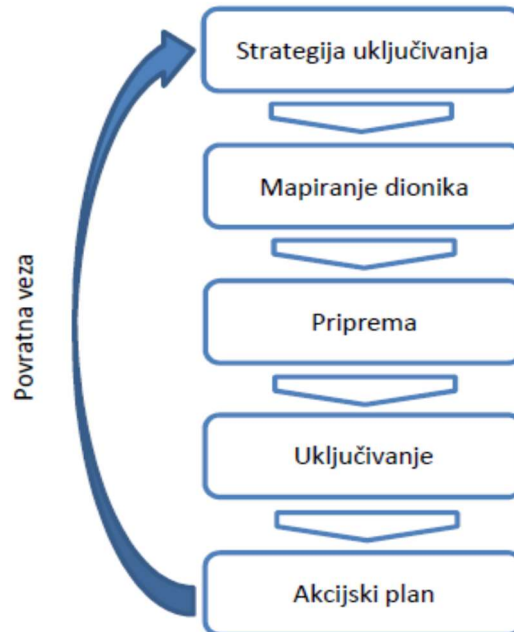 Strategija uključivanja
Mapiranje dionika
Priprema
Uključivanje
Akcijski plan
Povratna veza